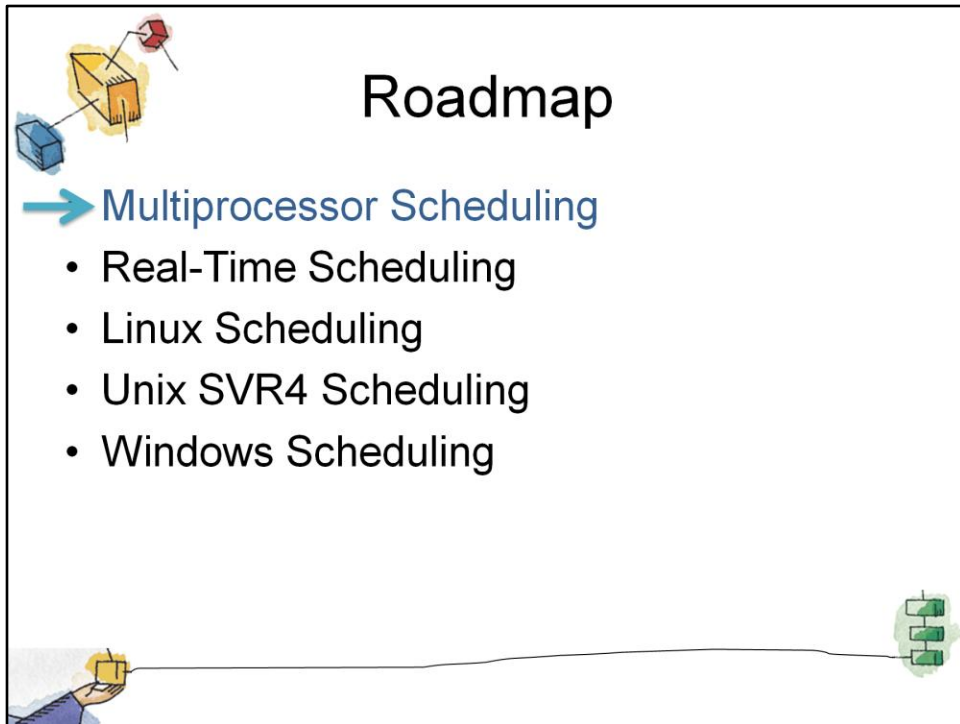 Roadmap
Multiprocessor Scheduling
• Real-Time Scheduling
• Linux Scheduling
• Unix SVR4 Scheduling
• Windows Scheduling